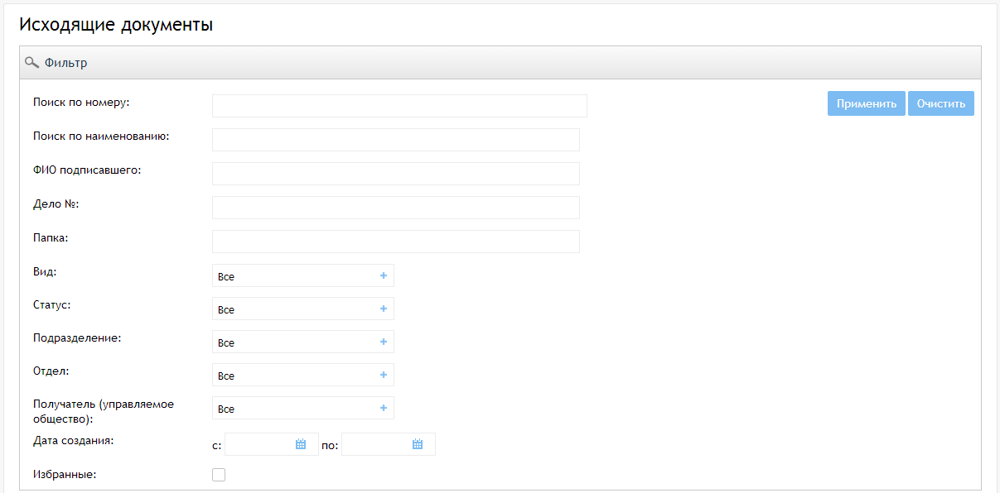 Исходящие документы
Фильтр
Поиск по номеру:
Применить Очистить
Поиск по наименованию:
ФИО подписавшего:
Дело №:
Папка:
Вид: Все +
Статус: Все +
Подразделение: Все +
Отдел: Все +
Получатель (управляемое
общество): Все +
Дата создания: с: по:
Избранные: